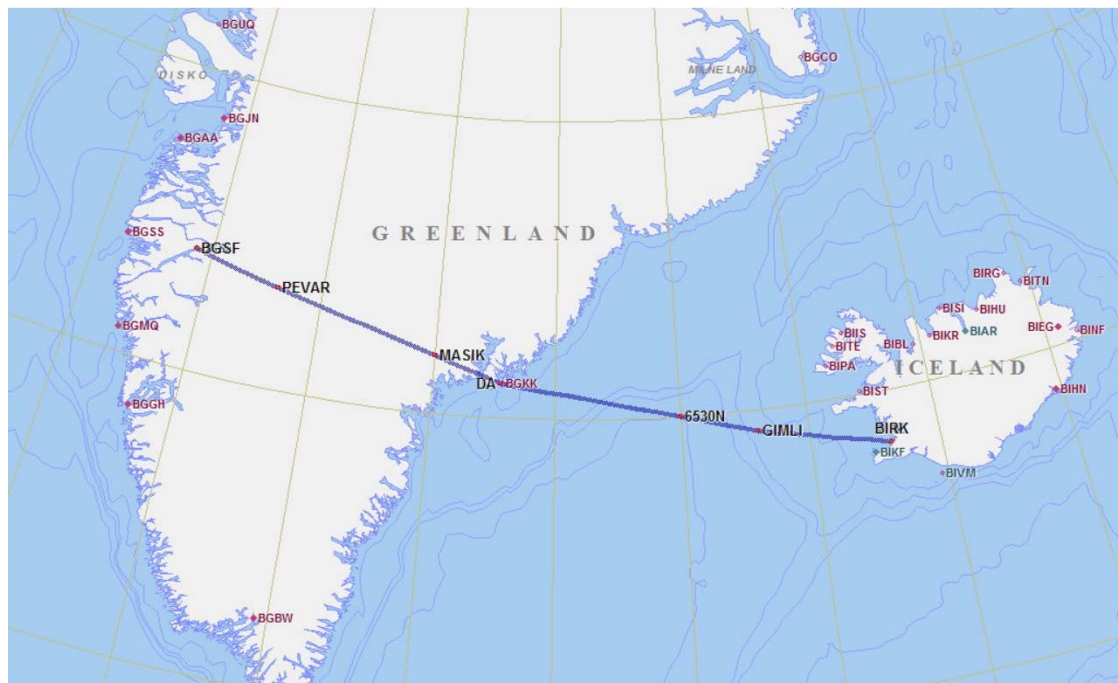 BGUQ
BGCO
DISKO
MILNE LAND
BGJN
BGAA
BGSS
GREENLAND
BGSF
PEVAR
BIRG
BITN
BISI
BIHU
BGMQ
BIIS
BIAR
BIEG
BINF
BITE
BIBL
BIKR
MASIK
BIPA
ICELAND
DA
BGKK
BIST
BIHN
BGGH
6530N
GIMLI
BIRK
BIKF
BIVM
BGBW